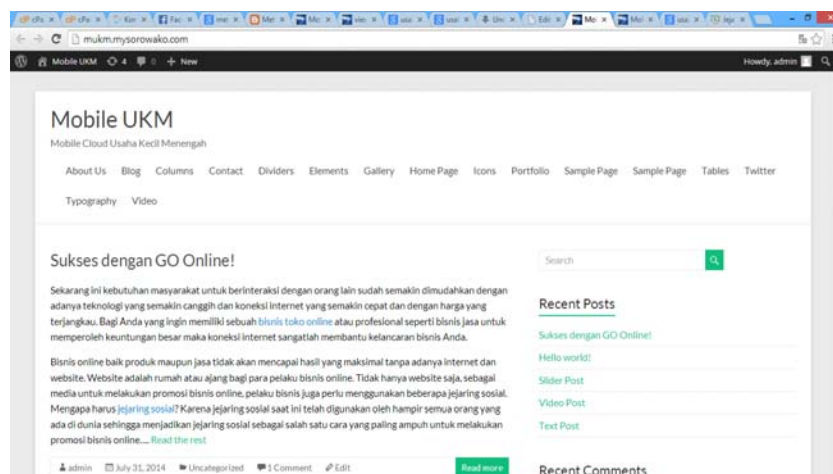 mukm.mysorowako.com
Mobile UKM 4 0 + New Howdy, admin
Mobile UKM
Mobile Cloud Usaha Kecil Menengah
About Us Blog Columns Contact Dividers Elements Gallery Home Page Icons Portfolio Sample Page Sample Page Tables Twitter
Typography Video
Sukses dengan GO Online!
Sekarang ini kebutuhan masyarakat untuk berinteraksi dengan orang lain sudah semakin dimudahkan dengan
adanya teknologi yang semakin canggih dan koneksi internet yang semakin cepat dan dengan harga yang
terjangkau. Bagi Anda yang ingin memiliki sebuah bisnis toko online atau profesional seperti bisnis jasa untuk
memperoleh keuntungan besar maka koneksi internet sangatlah membantu kelancaran bisnis Anda.
Bisnis online baik produk maupun jasa tidak akan mencapai hasil yang maksimal tanpa adanya internet dan
website. Website adalah rumah atau ajang bagi para pelaku bisnis online. Tidak hanya website saja, sebagai
media untuk melakukan promosi bisnis online, pelaku bisnis juga perlu menggunakan beberapa jejaring sosial.
Mengapa harus jejaring sosial? Karena jejaring sosial saat ini telah digunakan oleh hampir semua orang yang
ada di dunia sehingga menjadikan jejaring sosial sebagai salah satu cara yang paling ampuh untuk melakukan
promosi bisnis online.... Read the rest
admin July 31, 2014 Uncategorized 1 Comment Edit Read more
Search
Recent Posts
Sukses dengan GO Online!
Hello world!
Slider Post
Video Post
Text Post
Recent Comments